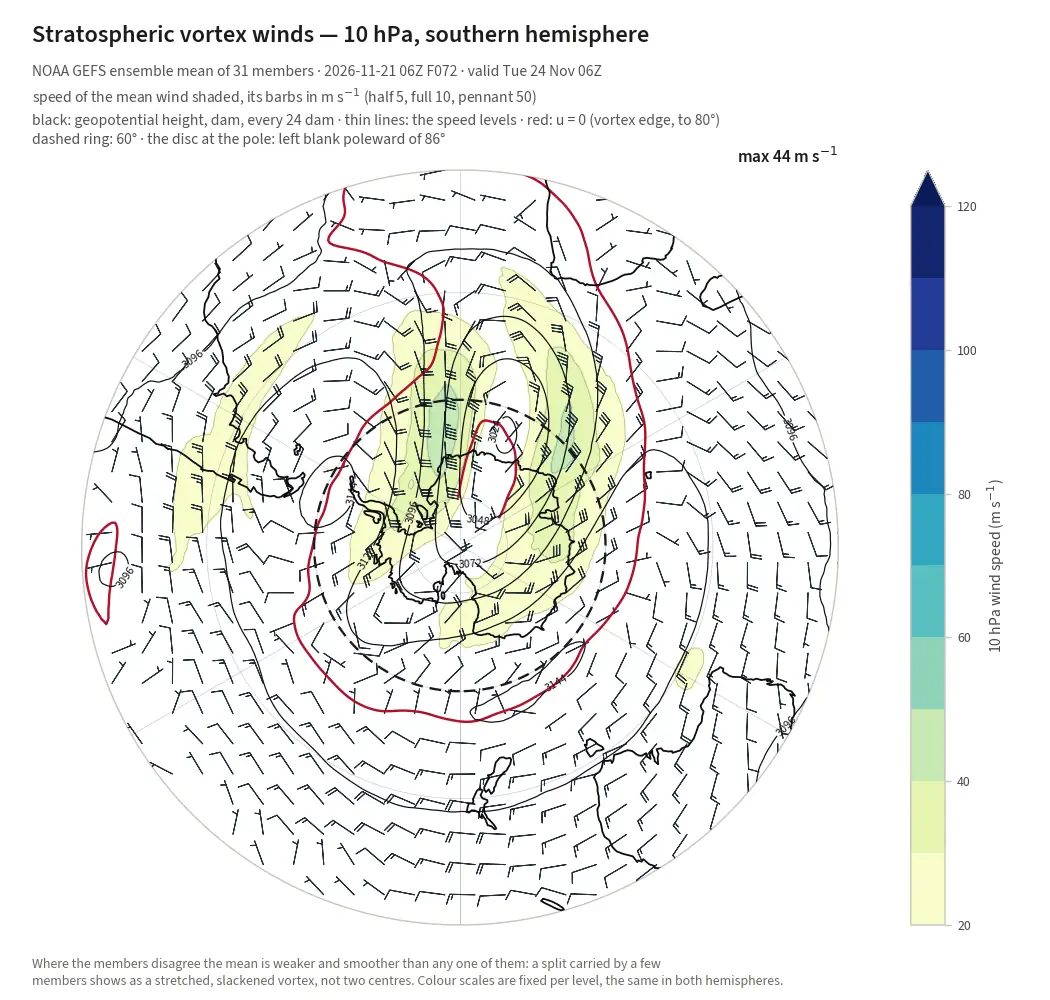 Stratospheric vortex winds — 10 hPa, southern hemisphere
NOAA GEFS ensemble mean of 31 members · 2026-11-21 06Z F072 · valid Tue 24 Nov 06Z
speed of the mean wind shaded, its barbs in m s⁻¹ (half 5, full 10, pennant 50)
black: geopotential height, dam, every 24 dam · thin lines: the speed levels · red: u = 0 (vortex edge, to 80°)
dashed ring: 60° · the disc at the pole: left blank poleward of 86°
max 44 m s⁻¹
120
100
80
60
40
20
10 hPa wind speed (m s⁻¹)
3096
3096
3096
3048
3072
3096
3144
3096
Where the members disagree the mean is weaker and smoother than any one of them: a split carried by a few
members shows as a stretched, slackened vortex, not two centres. Colour scales are fixed per level, the same in both hemispheres.